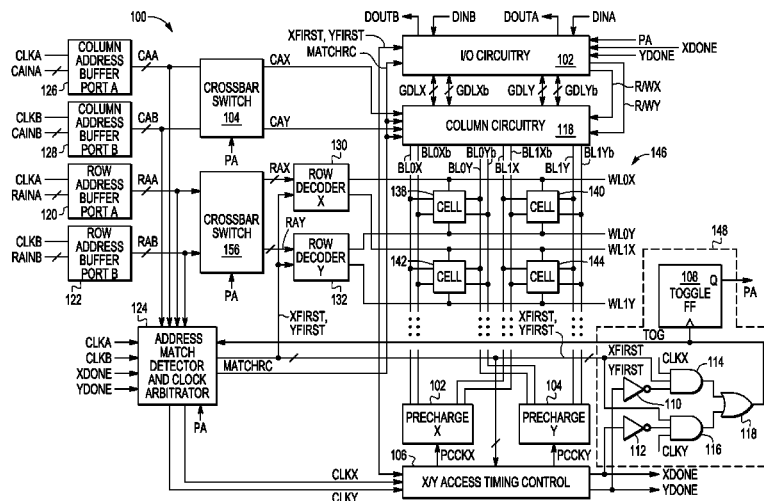 100
DOUTB
DINB
DOUTA
DINA
XFIRST, YFIRST
MATCHRC
I/O CIRCUITRY
102
PA
XDONE
YDONE
CLKA
CAINA
COLUMN
ADDRESS
BUFFER
PORT A
126
CAA
CROSSBAR
SWITCH
104
PA
CAX
CAY
GDLX
GDLXb
GDLY
GDLYb
R/WX
R/WY
CLKB
CAINB
COLUMN
ADDRESS
BUFFER
PORT B
128
CAB
COLUMN CIRCUITRY
118
BL0X
BL0Xb
BL0Y
BL0Yb
BL1X
BL1Xb
BL1Y
BL1Yb
146
CLKA
RAINA
ROW
ADDRESS
BUFFER
PORT A
120
RAA
CROSSBAR
SWITCH
156
PA
RAX
RAY
130
ROW
DECODER
X
138
CELL
140
CELL
WL0X
CLKB
RAINB
ROW
ADDRESS
BUFFER
PORT B
122
RAB
ROW
DECODER
Y
132
142
CELL
144
CELL
WL0Y
WL1X
WL1Y
148
108
TOGGLE
FF
Q
PA
124
CLKA
CLKB
XDONE
YDONE
ADDRESS
MATCH
DETECTOR
AND CLOCK
ARBITRATOR
PA
XFIRST,
YFIRST
MATCHRC
XFIRST,
YFIRST
TOG
XFIRST
CLKX
YFIRST
114
110
112
CLKY
116
118
102
PRECHARGE
X
104
PRECHARGE
Y
PCCKX
PCCKY
106
X/Y ACCESS TIMING CONTROL
CLKX
CLKY
XDONE
YDONE